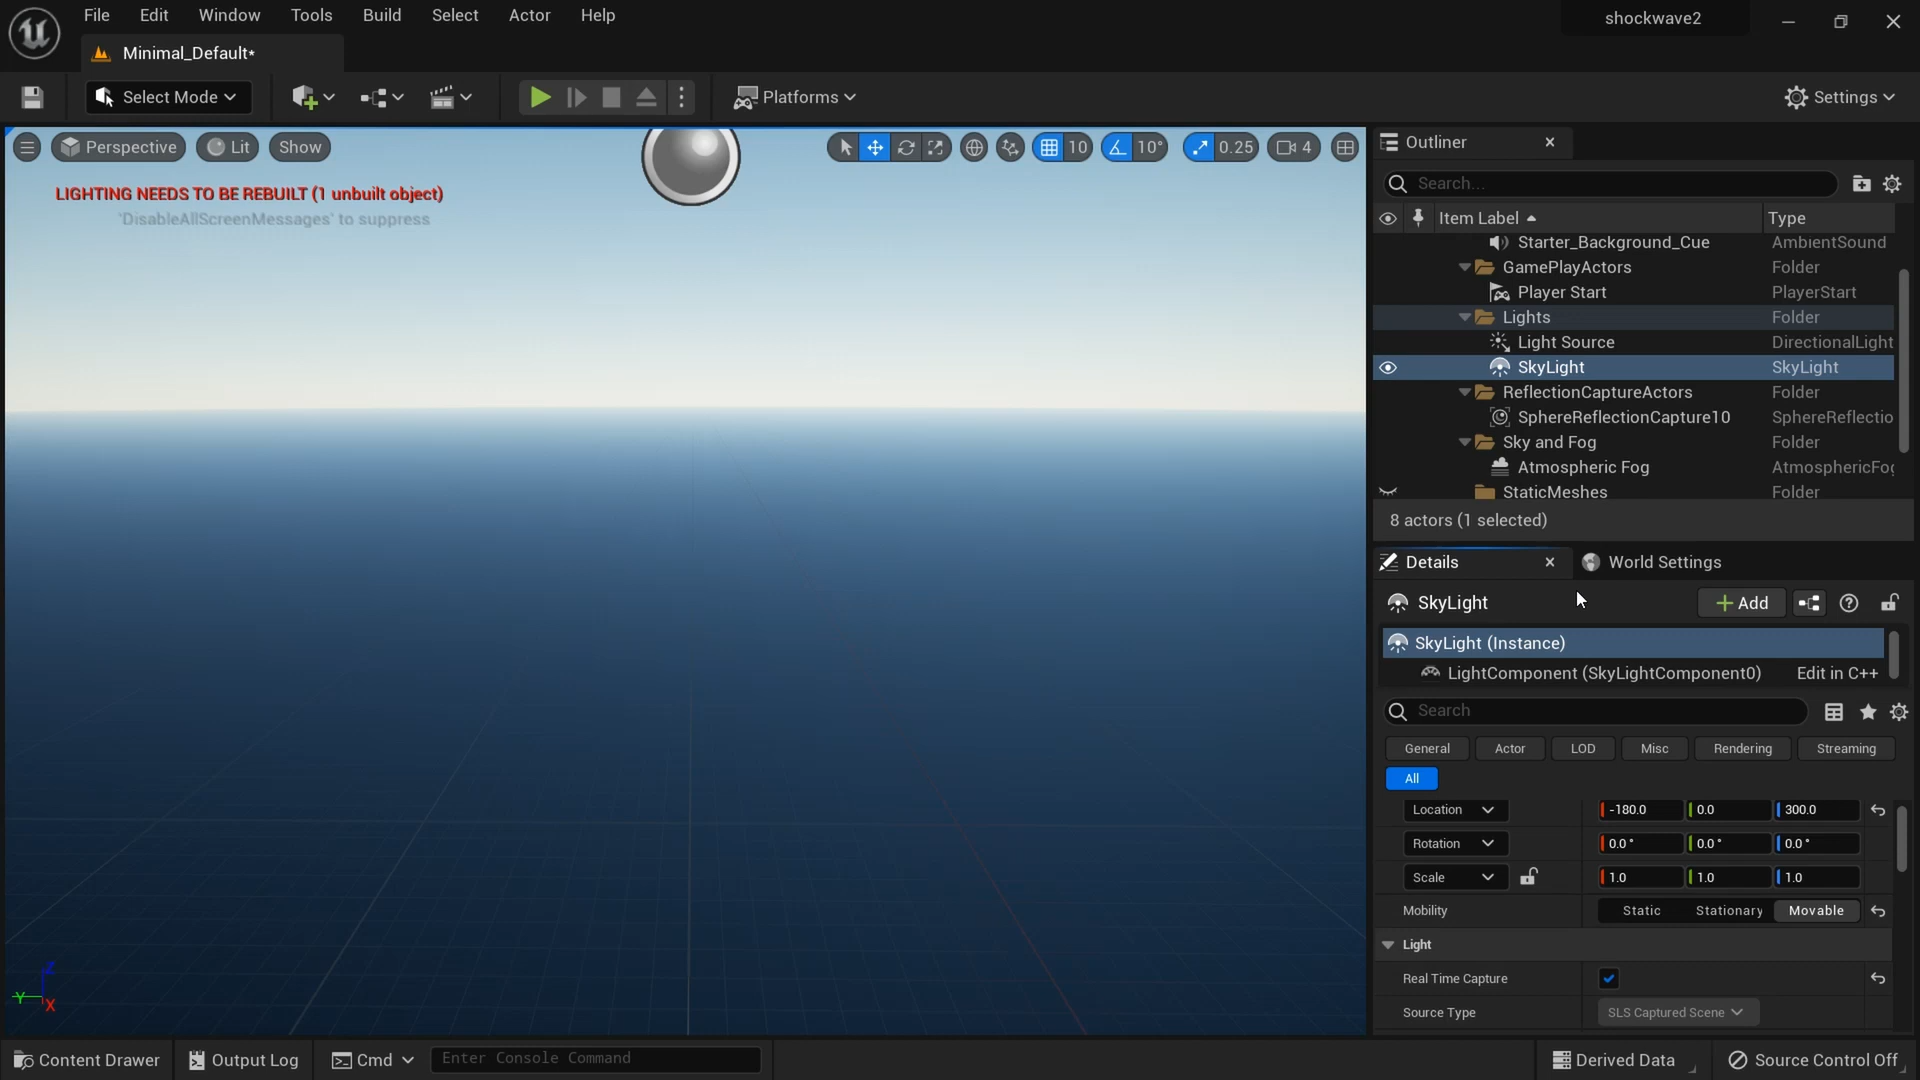 File Edit Window Tools Build Select Actor Help
shockwave2
Minimal_Default*
Select Mode
Platforms
Settings
Perspective Lit Show
10 10° 0.25 4
LIGHTING NEEDS TO BE REBUILT (1 unbuilt object)
'DisableAllScreenMessages' to suppress
Z
Y
X
Outliner
Search...
Item Label Type
Starter_Background_Cue AmbientSound
GamePlayActors Folder
Player Start PlayerStart
Lights Folder
Light Source DirectionalLight
SkyLight SkyLight
ReflectionCaptureActors Folder
SphereReflectionCapture10 SphereReflectio
Sky and Fog Folder
Atmospheric Fog AtmosphericFog
StaticMeshes Folder
8 actors (1 selected)
Details World Settings
SkyLight Add
SkyLight (Instance)
LightComponent (SkyLightComponent0) Edit in C++
Search
General Actor LOD Misc Rendering Streaming
All
Location -180.0 0.0 300.0
Rotation 0.0° 0.0° 0.0°
Scale 1.0 1.0 1.0
Mobility Static Stationary Movable
Light
Real Time Capture
Source Type SLS Captured Scene
Content Drawer Output Log Cmd Enter Console Command Derived Data Source Control Off